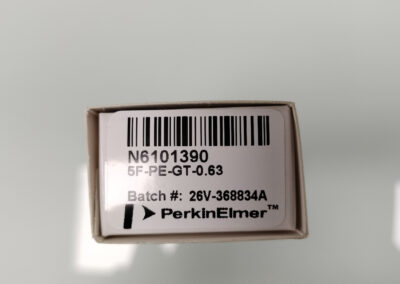 N6101390
5F-PE-GT-0.63
Batch #: 26V-368834A
PerkinElmer™